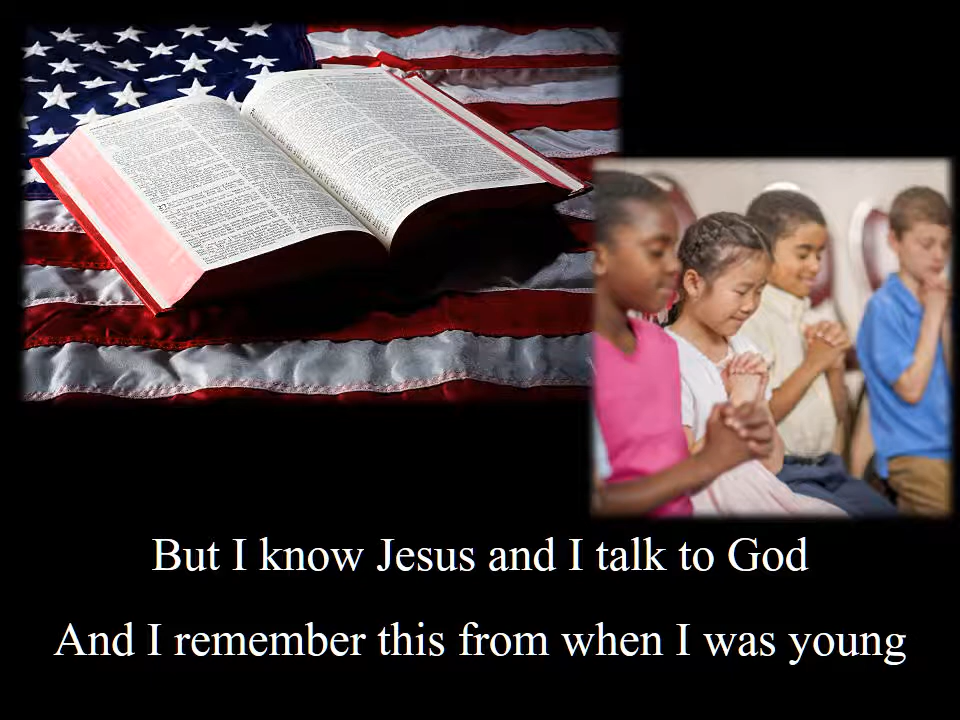 But I know Jesus and I talk to God
And I remember this from when I was young